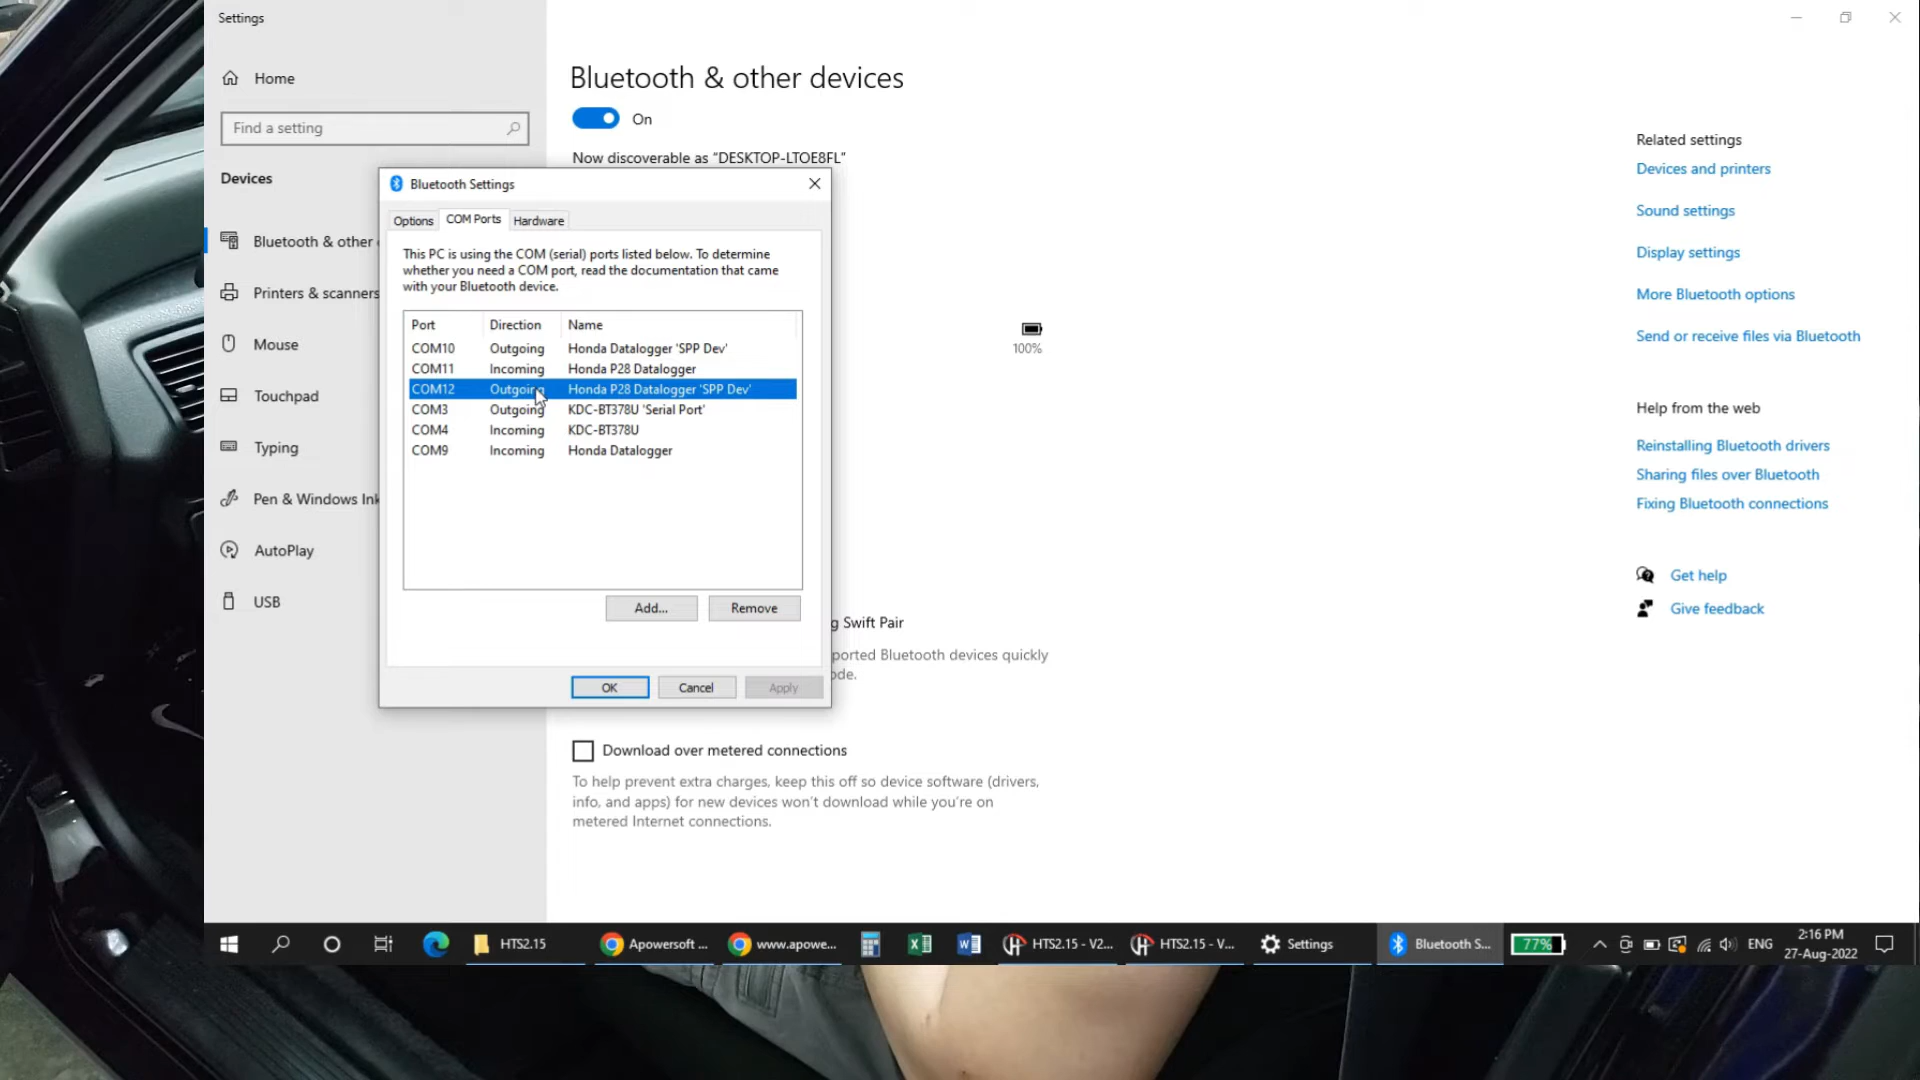 Settings
Home
Find a setting
Devices
Bluetooth & other
Printers & scanners
Mouse
Touchpad
Typing
Pen & Windows Ink
AutoPlay
USB
Bluetooth & other devices
On
Now discoverable as “DESKTOP-LTOE8FL”
Bluetooth Settings
Options
COM Ports
Hardware
This PC is using the COM (serial) ports listed below. To determine
whether you need a COM port, read the documentation that came
with your Bluetooth device.
Port Direction Name
COM10 Outgoing Honda Datalogger 'SPP Dev'
COM11 Incoming Honda P28 Datalogger
COM12 Outgoing Honda P28 Datalogger 'SPP Dev'
COM3 Outgoing KDC-BT378U 'Serial Port'
COM4 Incoming KDC-BT378U
COM9 Incoming Honda Datalogger
Add...
Remove
OK
Cancel
Apply
100%
g Swift Pair
ported Bluetooth devices quickly
ode.
Download over metered connections
To help prevent extra charges, keep this off so device software (drivers,
info, and apps) for new devices won’t download while you’re on
metered Internet connections.
Related settings
Devices and printers
Sound settings
Display settings
More Bluetooth options
Send or receive files via Bluetooth
Help from the web
Reinstalling Bluetooth drivers
Sharing files over Bluetooth
Fixing Bluetooth connections
Get help
Give feedback
HTS2.15
Apowersoft ...
www.apowe...
HTS2.15 - V2...
HTS2.15 - V...
Settings
Bluetooth S...
77%
ENG
2:16 PM
27-Aug-2022